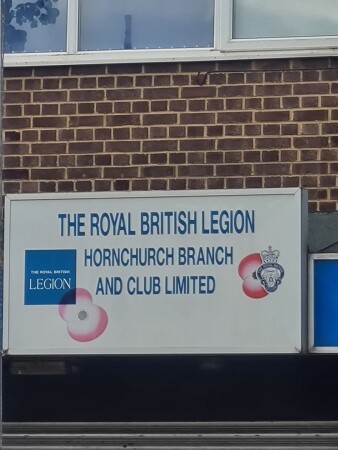 THE ROYAL BRITISH LEGION
HORNCHURCH BRANCH
AND CLUB LIMITED
THE ROYAL BRITISH
LEGION